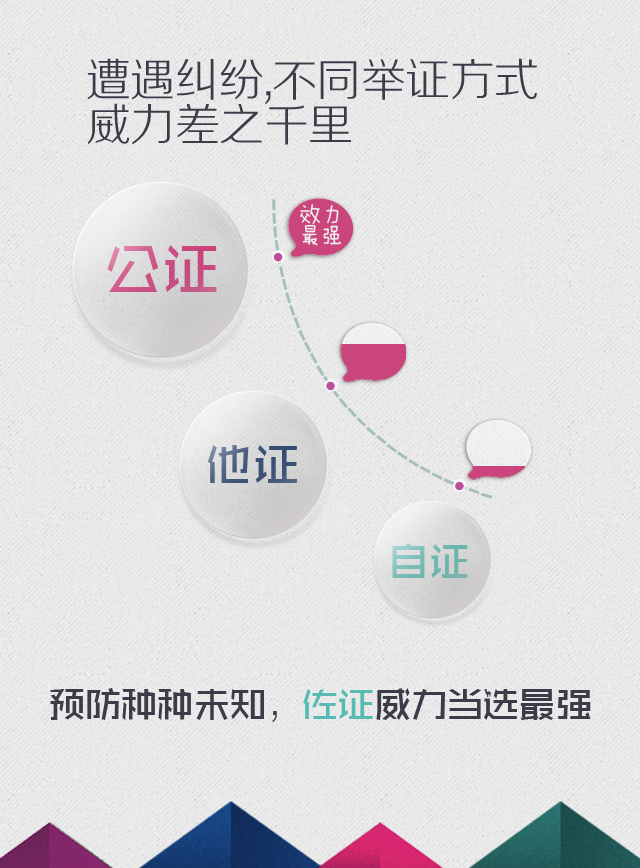 遭遇纠纷,不同举证方式
威力差之千里
效力
最强
公证
他证
自证
预防种种未知，佐证威力当选最强